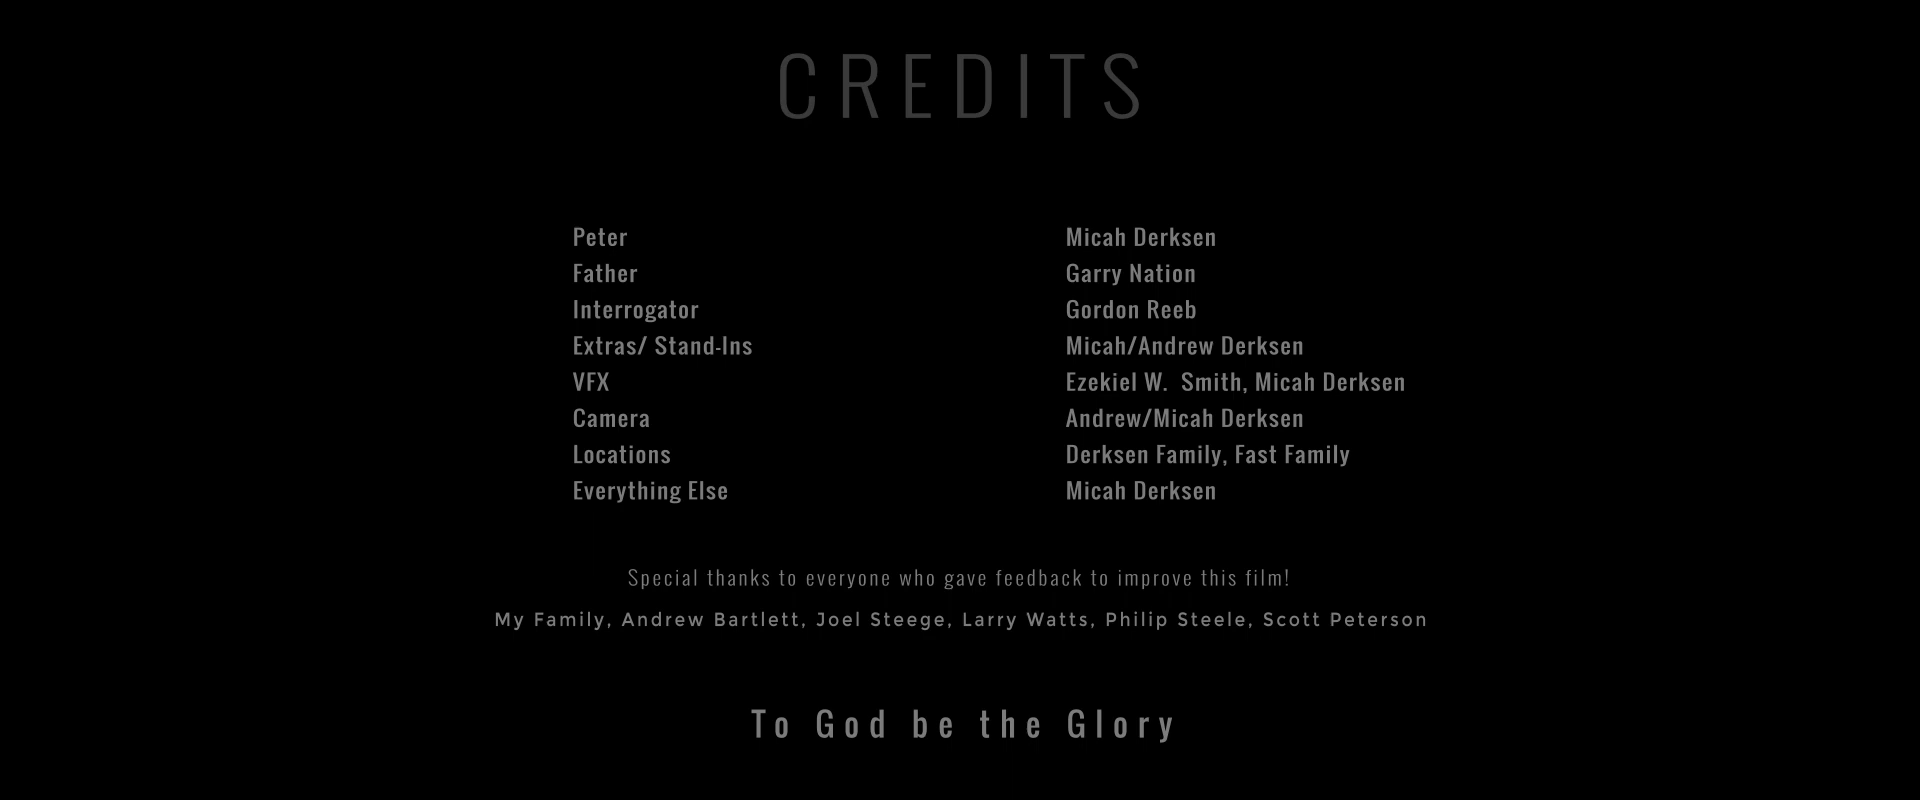 CREDITS
Peter Micah Derksen
Father Garry Nation
Interrogator Gordon Reeb
Extras/ Stand-Ins Micah/Andrew Derksen
VFX Ezekiel W.  Smith, Micah Derksen
Camera Andrew/Micah Derksen
Locations Derksen Family, Fast Family
Everything Else Micah Derksen
Special thanks to everyone who gave feedback to improve this film!
My Family, Andrew Bartlett, Joel Steege, Larry Watts, Philip Steele, Scott Peterson
To God be the Glory